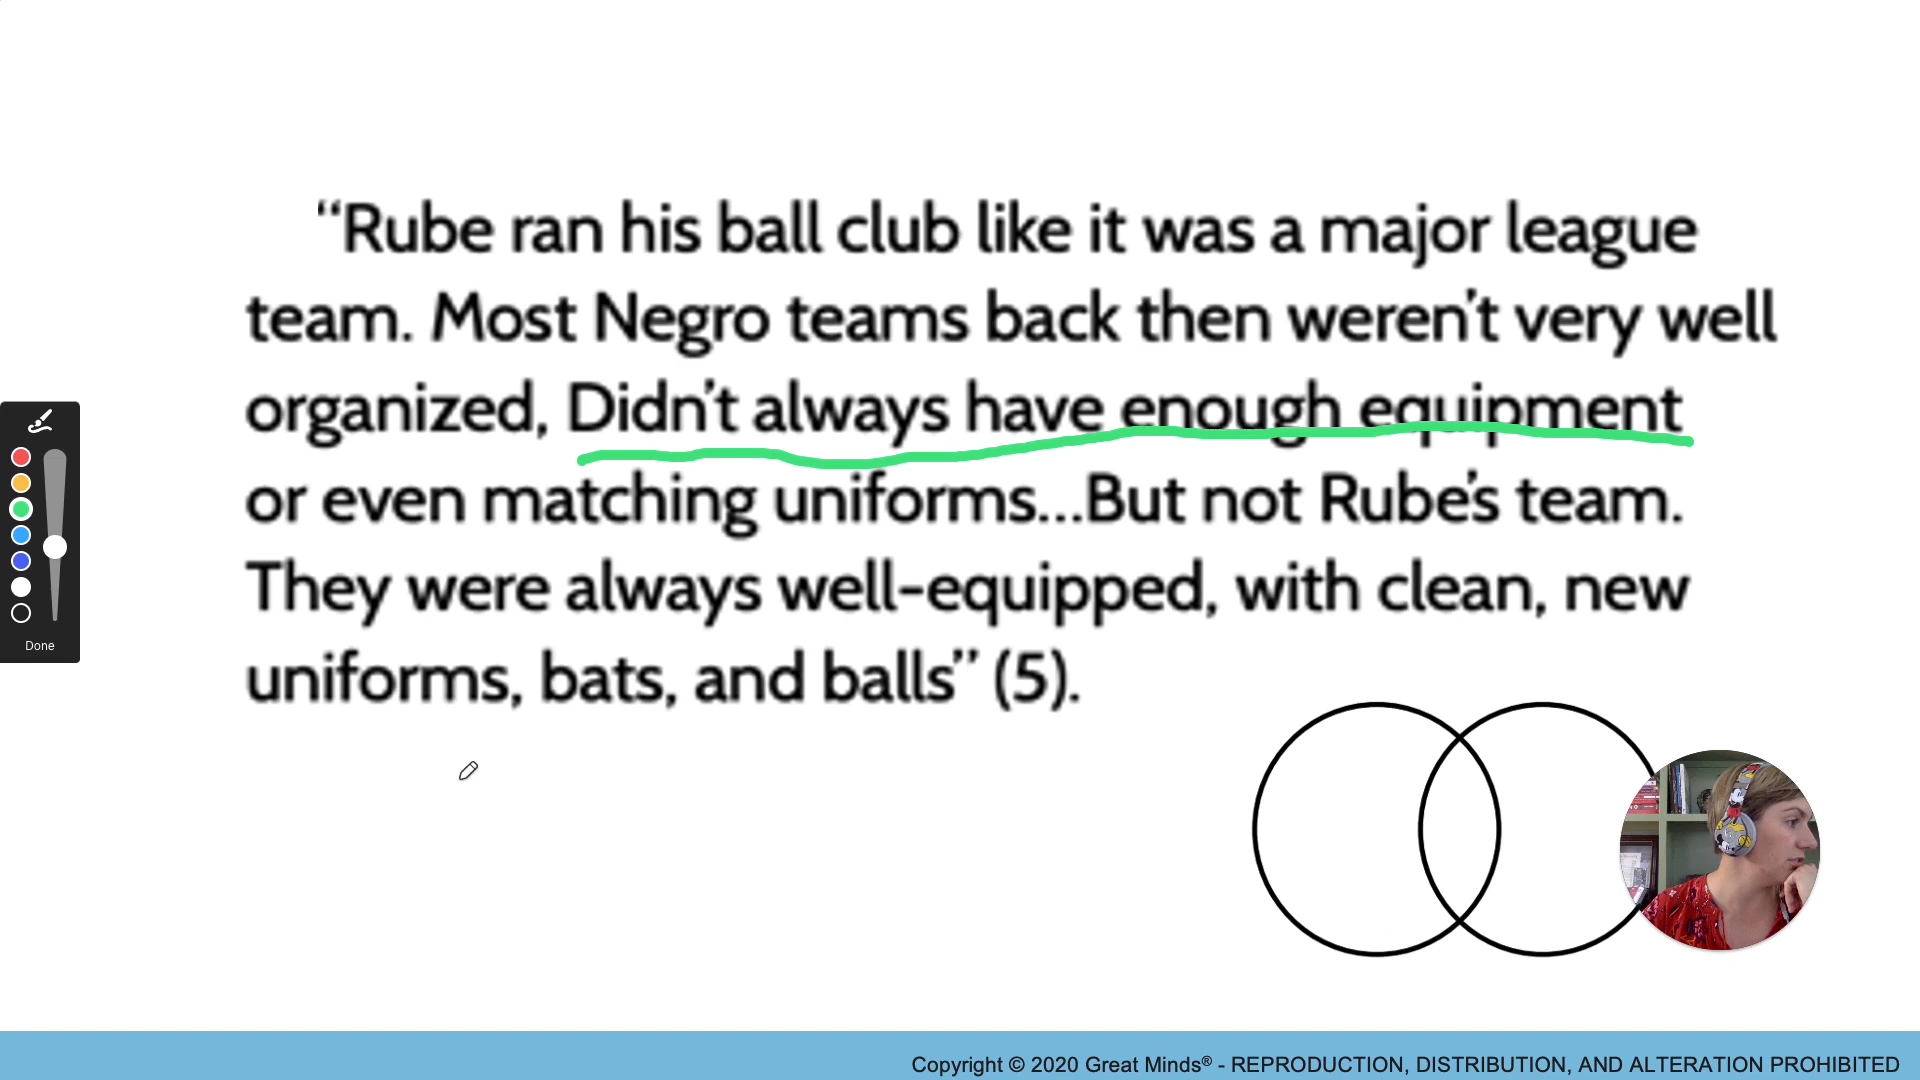 “Rube ran his ball club like it was a major league
team. Most Negro teams back then weren’t very well
organized, Didn’t always have enough equipment
or even matching uniforms...But not Rube’s team.
They were always well-equipped, with clean, new
uniforms, bats, and balls” (5).
Done
Copyright © 2020 Great Minds® - REPRODUCTION, DISTRIBUTION, AND ALTERATION PROHIBITED